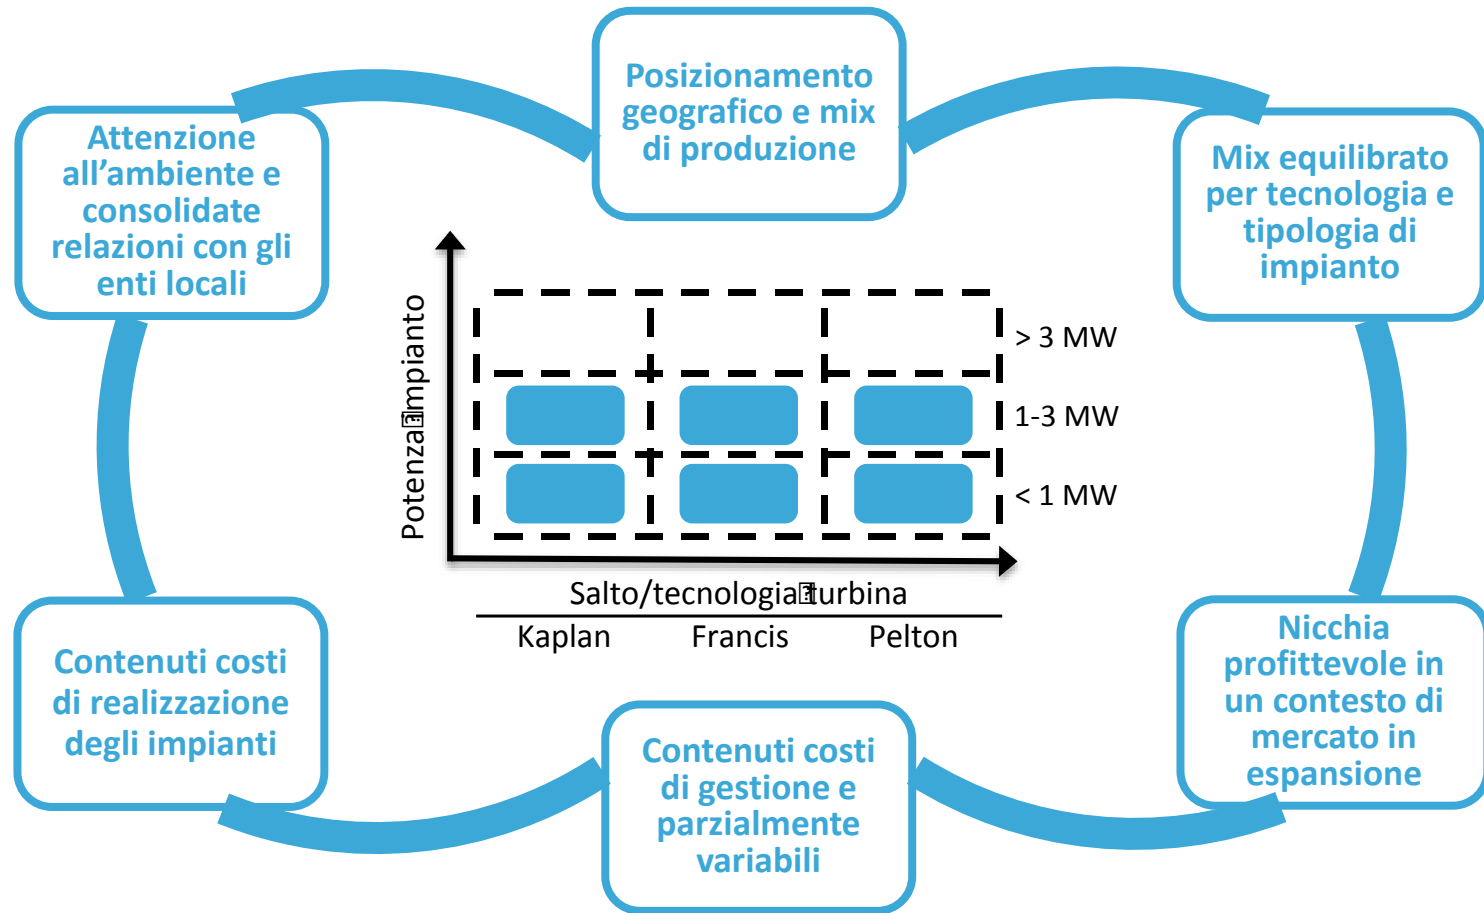 Posizionamento
geografico e mix
di produzione
Attenzione
all’ambiente e
consolidate
relazioni con gli
enti locali
Mix equilibrato
per tecnologia e
tipologia di
impianto
Potenza impianto
> 3 MW
1-3 MW
< 1 MW
Salto/tecnologia turbina
Kaplan Francis Pelton
Contenuti costi
di realizzazione
degli impianti
Contenuti costi
di gestione e
parzialmente
variabili
Nicchia
profittevole in
un contesto di
mercato in
espansione